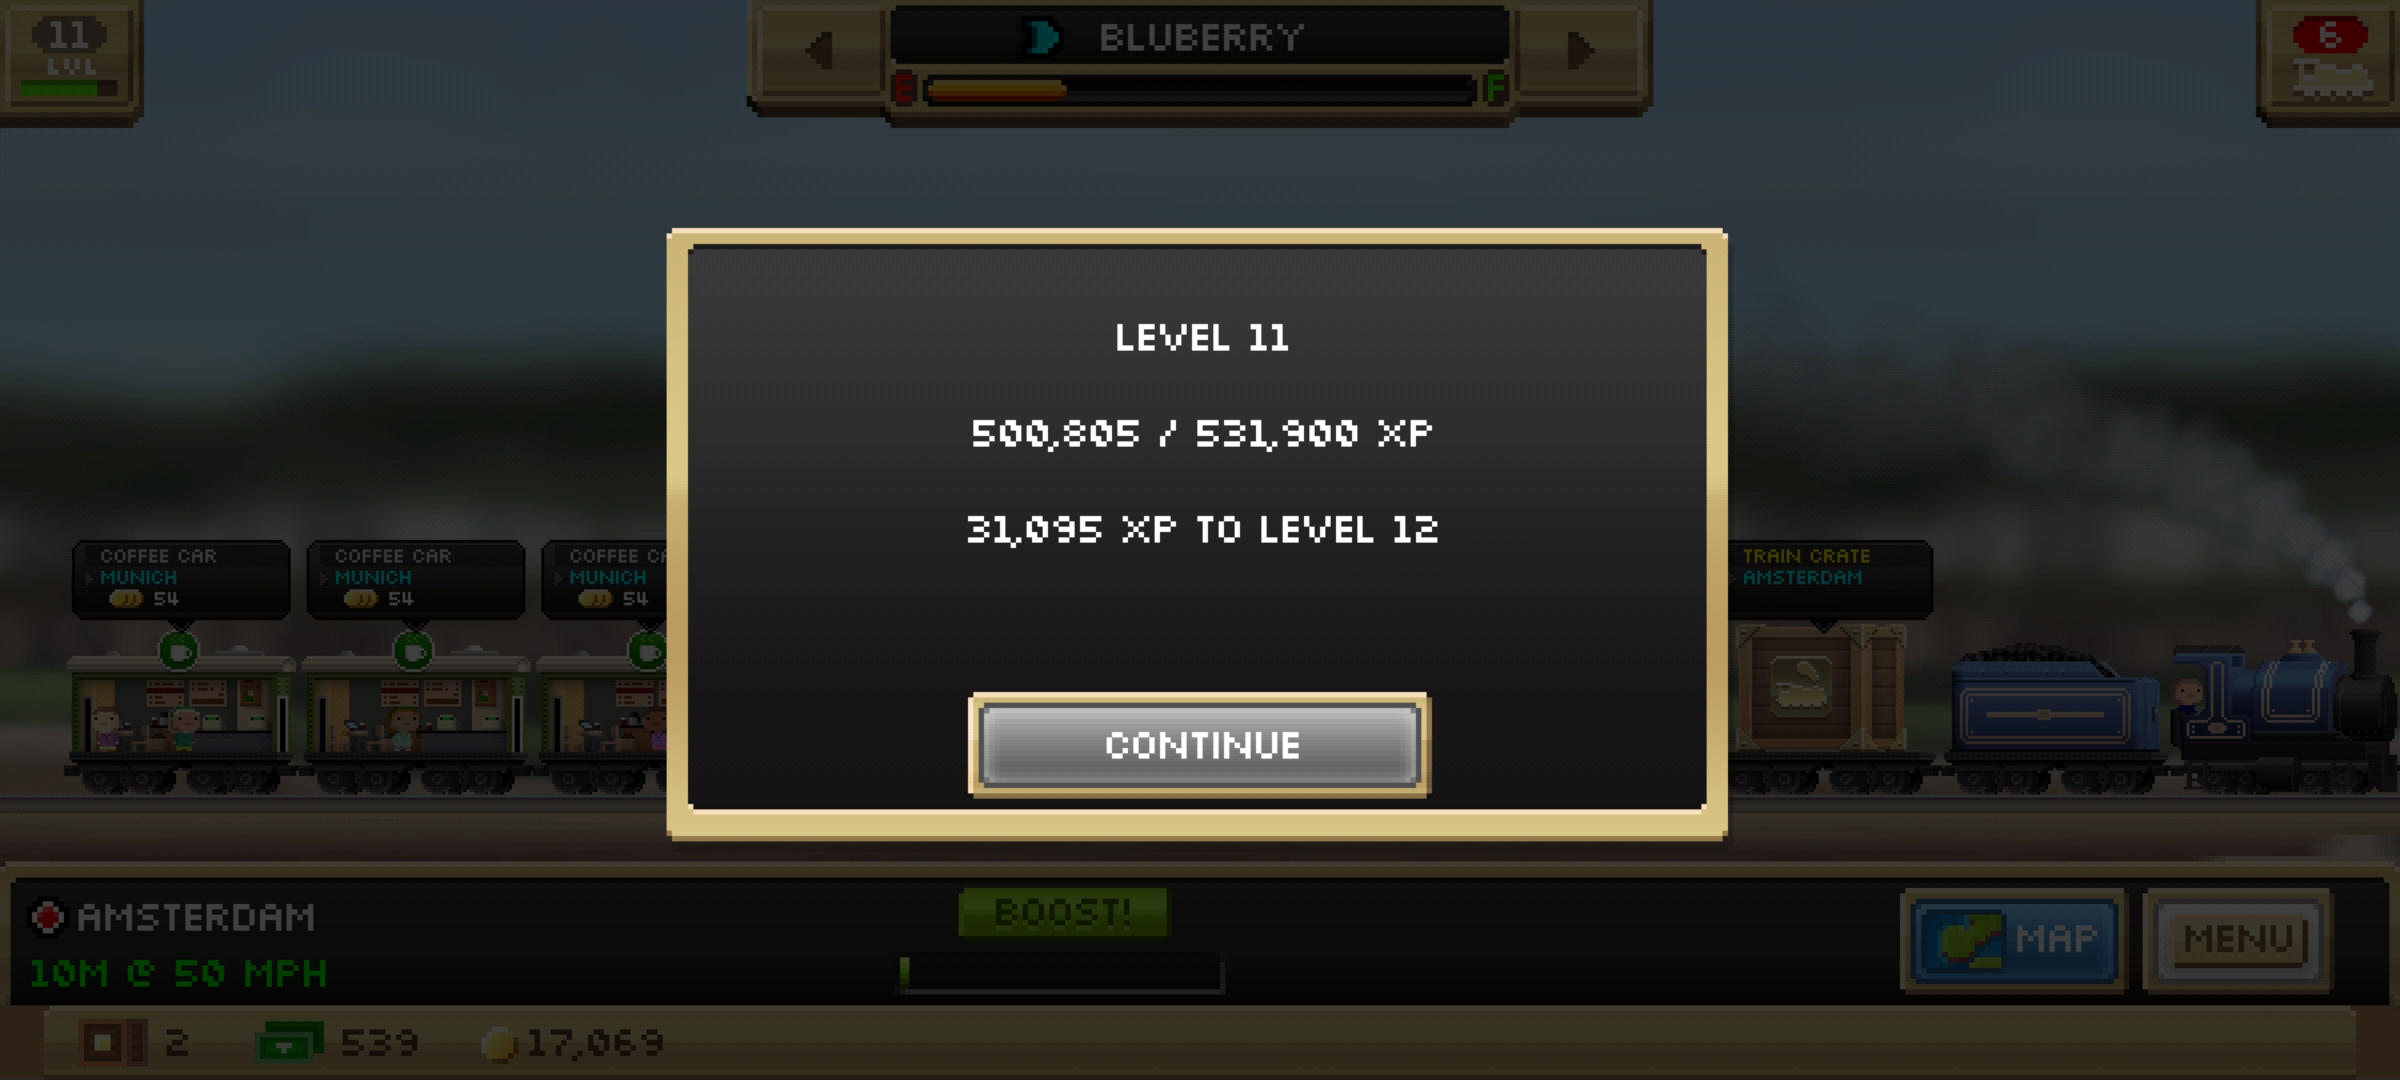 11
LVL
BLUBERRY
E
F
6
LEVEL 11
500,805 / 531,900 XP
31,095 XP TO LEVEL 12
CONTINUE
COFFEE CAR
MUNICH
54
COFFEE CAR
MUNICH
54
COFFEE CA
MUNICH
54
TRAIN CRATE
AMSTERDAM
AMSTERDAM
10M @ 50 MPH
BOOST!
MAP
MENU
2
539
17,069